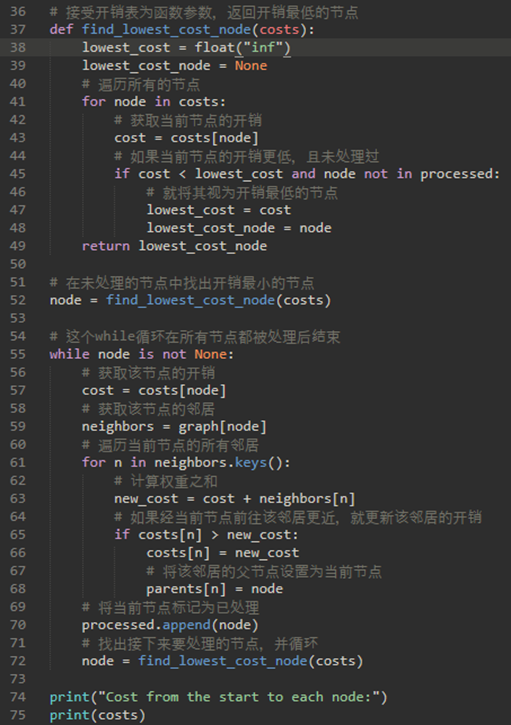 36 # 接受开销表为函数参数，返回开销最低的节点
37 def find_lowest_cost_node(costs):
38     lowest_cost = float("inf")
39     lowest_cost_node = None
40     # 遍历所有的节点
41     for node in costs:
42         # 获取当前节点的开销
43         cost = costs[node]
44         # 如果当前节点的开销更低，且未处理过
45         if cost < lowest_cost and node not in processed:
46             # 就将其视为开销最低的节点
47             lowest_cost = cost
48             lowest_cost_node = node
49     return lowest_cost_node
50
51 # 在未处理的节点中找出开销最小的节点
52 node = find_lowest_cost_node(costs)
53
54 # 这个while循环在所有节点都被处理后结束
55 while node is not None:
56     # 获取该节点的开销
57     cost = costs[node]
58     # 获取该节点的邻居
59     neighbors = graph[node]
60     # 遍历当前节点的所有邻居
61     for n in neighbors.keys():
62         # 计算权重之和
63         new_cost = cost + neighbors[n]
64         # 如果经当前节点前往该邻居更近，就更新该邻居的开销
65         if costs[n] > new_cost:
66             costs[n] = new_cost
67             # 将该邻居的父节点设置为当前节点
68             parents[n] = node
69     # 将当前节点标记为已处理
70     processed.append(node)
71     # 找出接下来要处理的节点，并循环
72     node = find_lowest_cost_node(costs)
73
74 print("Cost from the start to each node:")
75 print(costs)